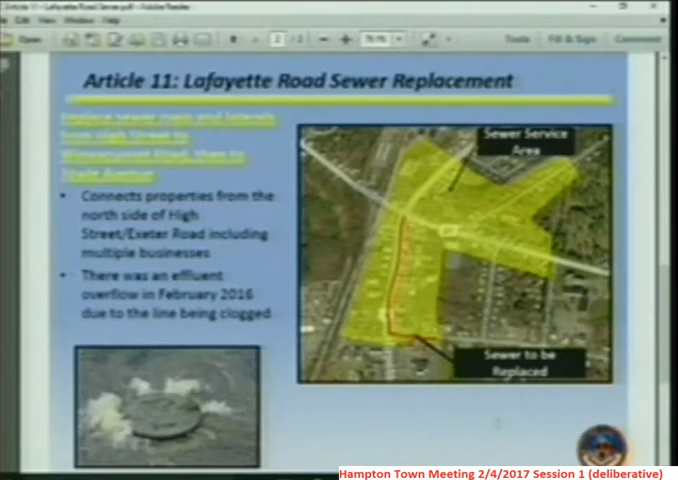 Article 11 - Lafayette Road Sewer.pdf - Adobe Reader
File Edit View Window Help
Open 2 / 2 Tools Fill & Sign Comment
Article 11: Lafayette Road Sewer Replacement
Replace sewer main and laterals
from High Street to
Winnacunnet Road, then to
Avenue
• Connects properties from the
north side of High
Street/Exeter Road including
multiple businesses
• There was an effluent
overflow in February 2016
due to the line being clogged
Sewer Service
Area
Sewer to be
Replaced
Hampton Town Meeting 2/4/2017 Session 1 (deliberative)